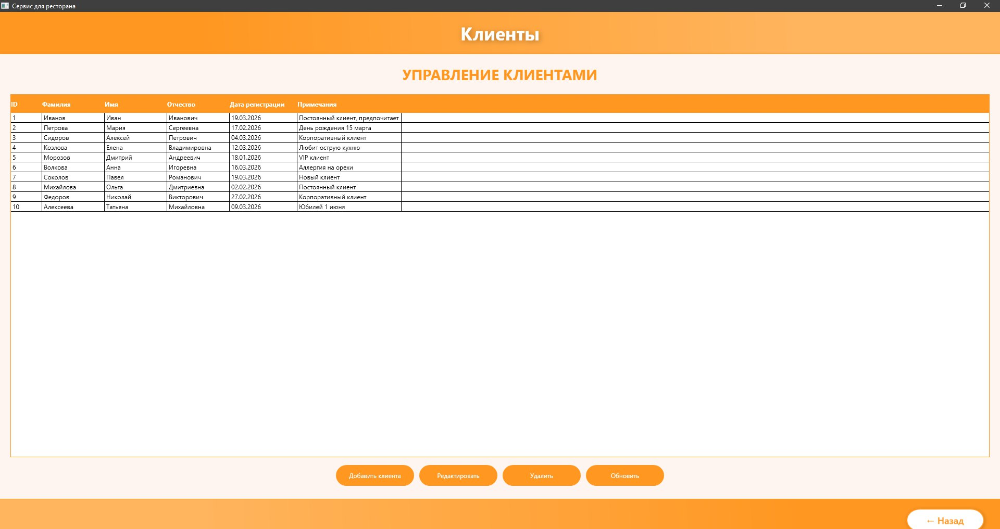 Сервис для ресторана
Клиенты
УПРАВЛЕНИЕ КЛИЕНТАМИ
ID Фамилия Имя Отчество Дата регистрации Примечания
1 Иванов Иван Иванович 19.03.2026 Постоянный клиент, предпочитает
2 Петрова Мария Сергеевна 17.02.2026 День рождения 15 марта
3 Сидоров Алексей Петрович 04.03.2026 Корпоративный клиент
4 Козлова Елена Владимировна 12.03.2026 Любит острую кухню
5 Морозов Дмитрий Андреевич 18.01.2026 VIP клиент
6 Волкова Анна Игоревна 16.03.2026 Аллергия на орехи
7 Соколов Павел Романович 19.03.2026 Новый клиент
8 Михайлова Ольга Дмитриевна 02.02.2026 Постоянный клиент
9 Федоров Николай Викторович 27.02.2026 Корпоративный клиент
10 Алексеева Татьяна Михайловна 09.03.2026 Юбилей 1 июня
Добавить клиента Редактировать Удалить Обновить
← Назад